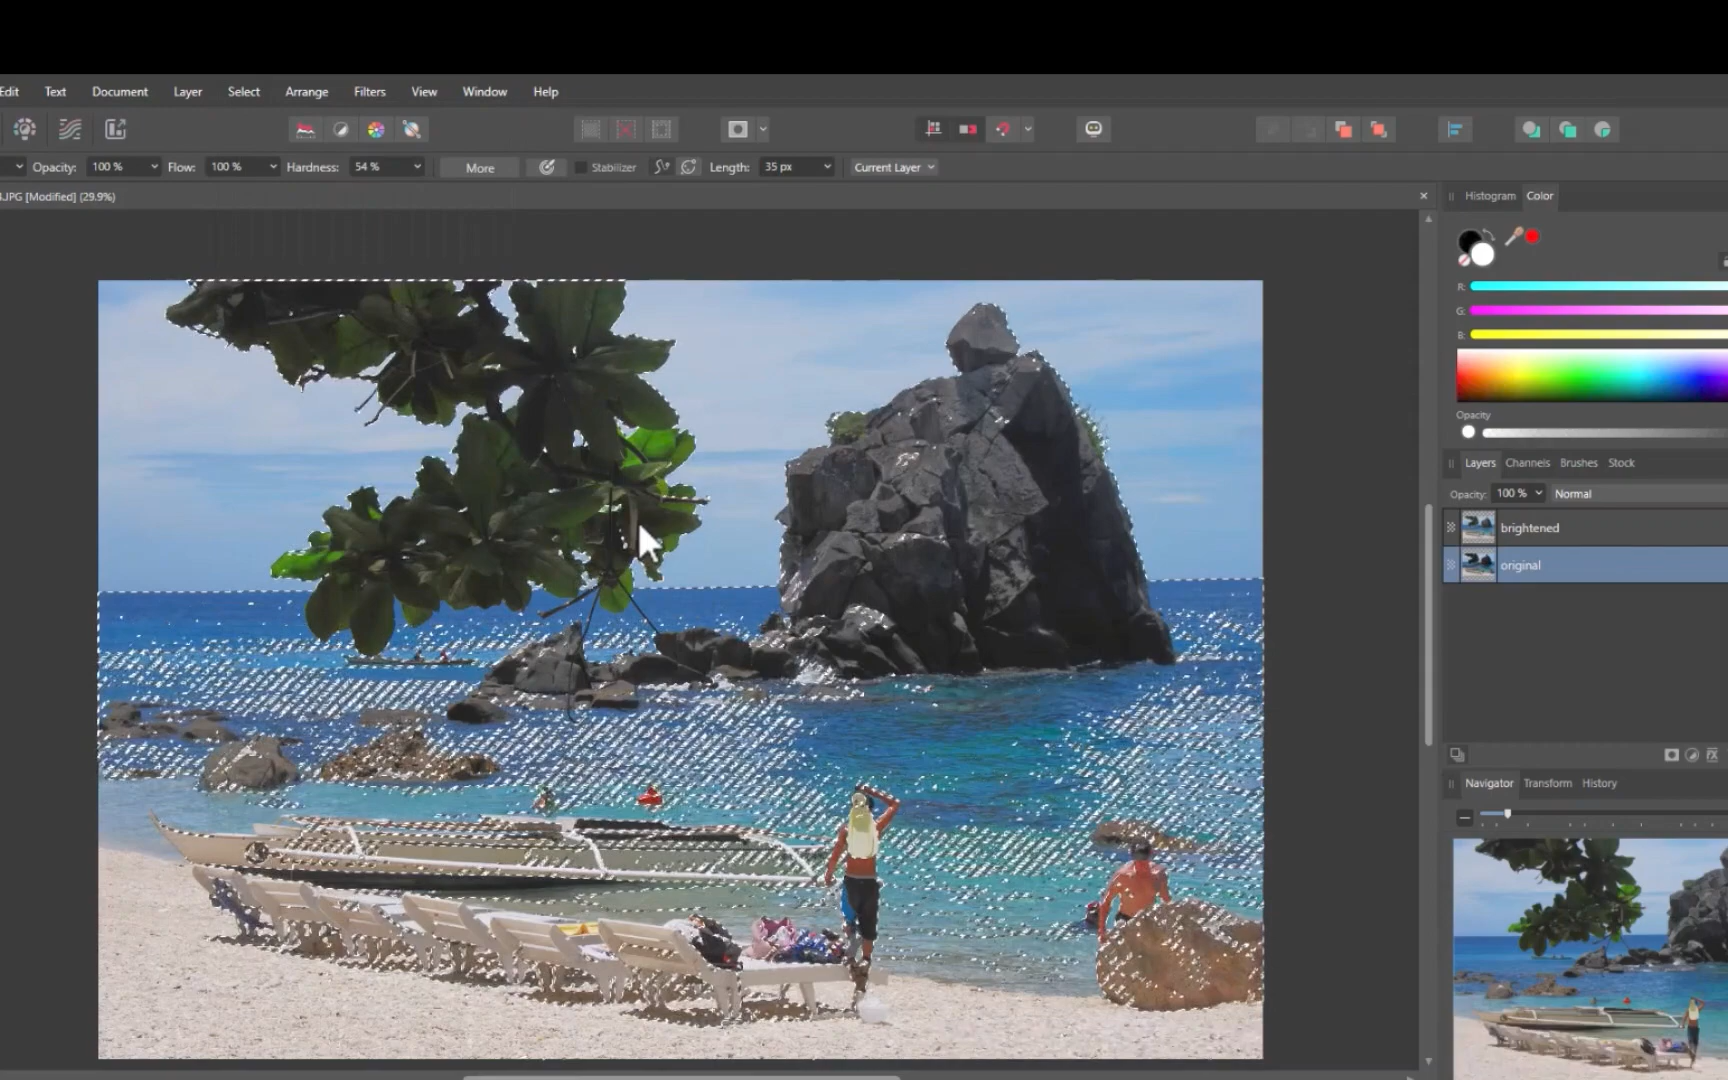 Edit Text Document Layer Select Arrange Filters View Window Help
Opacity: 100 % Flow: 100 % Hardness: 54 % More Stabilizer Length: 35 px Current Layer
.JPG [Modified] (29.9%)
Histogram Color
R:
G:
B:
Opacity
Layers Channels Brushes Stock
Opacity: 100 % Normal
brightened
original
Navigator Transform History